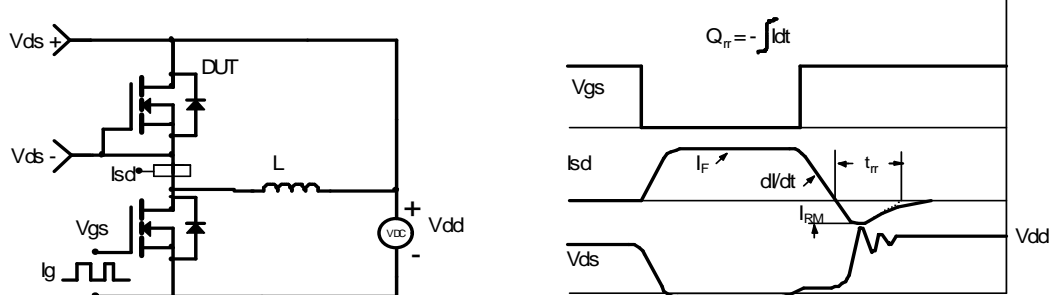 Vds +
DUT
Vds -
Isd
L
Vgs
Ig
+
VDC
-
Vdd
Qrr = - ∫ Idt
Vgs
Isd
IF
dI/dt
trr
IRM
Vds
Vdd